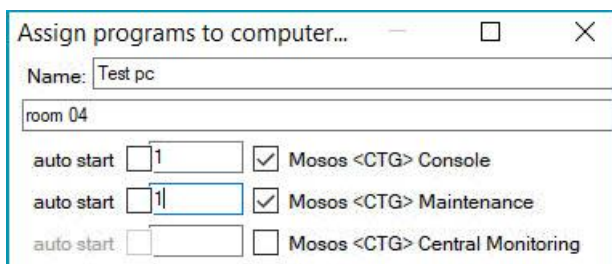 Assign programs to computer...
Name: Test pc
room 04
auto start 1 Mosos <CTG> Console
auto start 1 Mosos <CTG> Maintenance
auto start Mosos <CTG> Central Monitoring